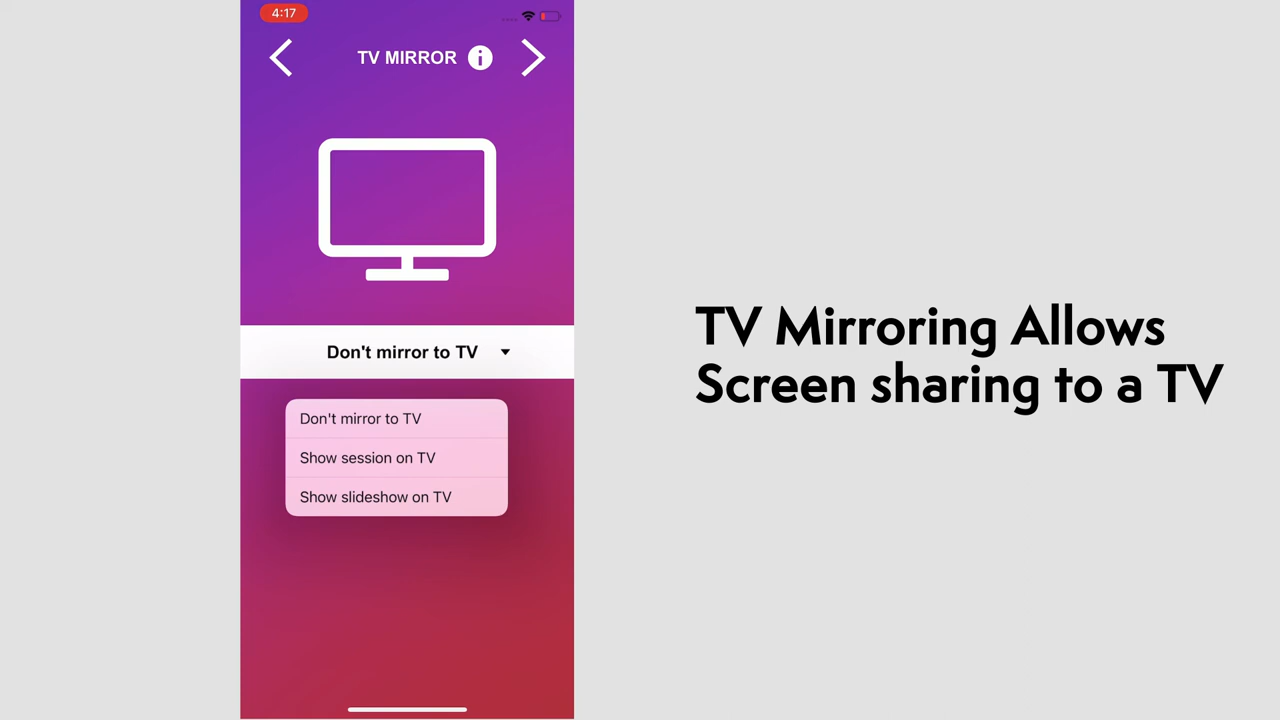 4:17
TV MIRROR
Don't mirror to TV
Don't mirror to TV
Show session on TV
Show slideshow on TV
TV Mirroring Allows
Screen sharing to a TV